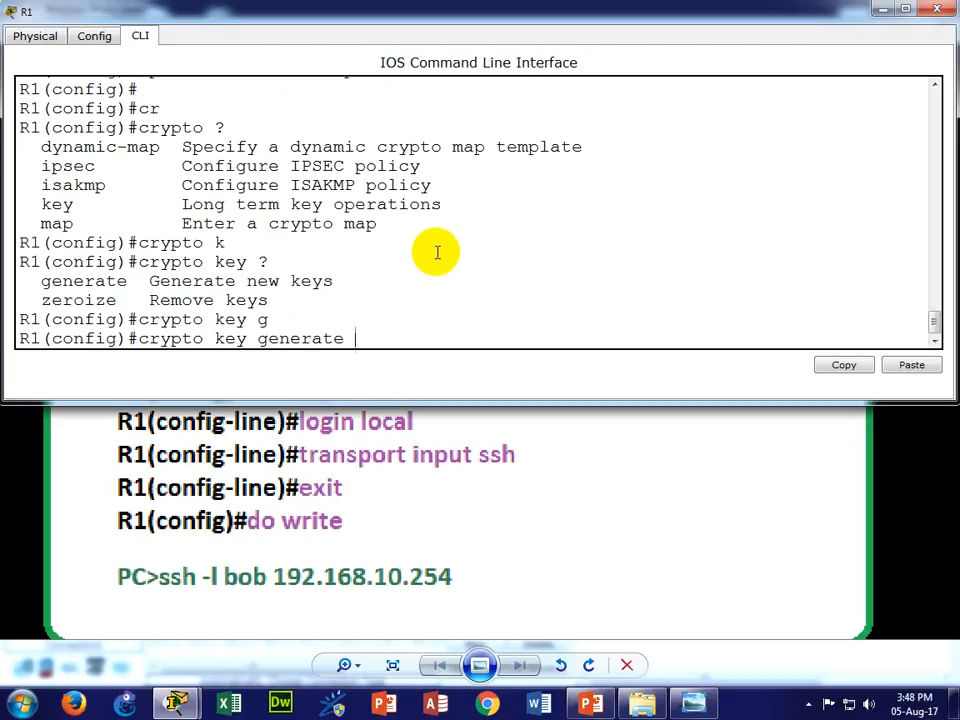 R1
Physical Config CLI
IOS Command Line Interface
R1(config)#
R1(config)#cr
R1(config)#crypto ?
dynamic-map Specify a dynamic crypto map template
ipsec Configure IPSEC policy
isakmp Configure ISAKMP policy
key Long term key operations
map Enter a crypto map
R1(config)#crypto k
R1(config)#crypto key ?
generate Generate new keys
zeroize Remove keys
R1(config)#crypto key g
R1(config)#crypto key generate
Copy Paste
R1(config-line)#login local
R1(config-line)#transport input ssh
R1(config-line)#exit
R1(config)#do write
PC>ssh -l bob 192.168.10.254
3:48 PM
05-Aug-17